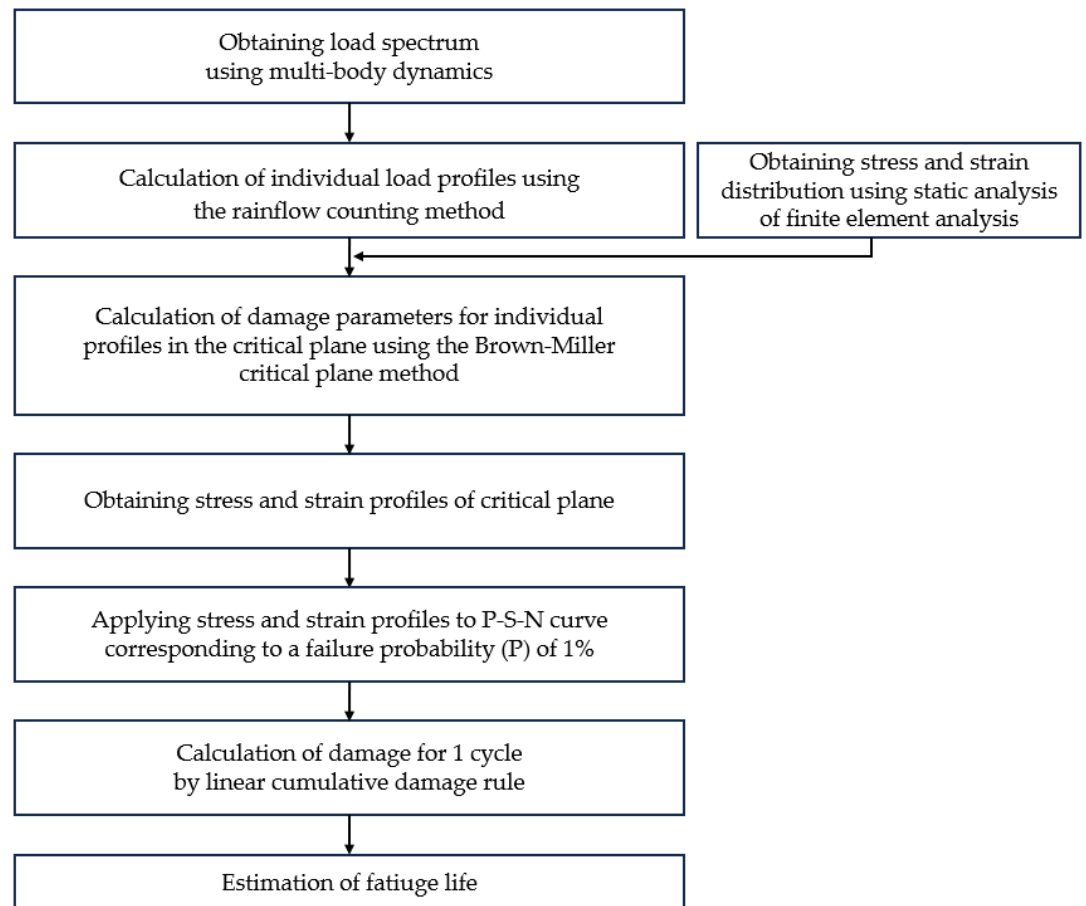 Obtaining load spectrum
using multi-body dynamics
Calculation of individual load profiles using
the rainflow counting method
Obtaining stress and strain
distribution using static analysis
of finite element analysis
Calculation of damage parameters for individual
profiles in the critical plane using the Brown-Miller
critical plane method
Obtaining stress and strain profiles of critical plane
Applying stress and strain profiles to P-S-N curve
corresponding to a failure probability (P) of 1%
Calculation of damage for 1 cycle
by linear cumulative damage rule
Estimation of fatiuge life